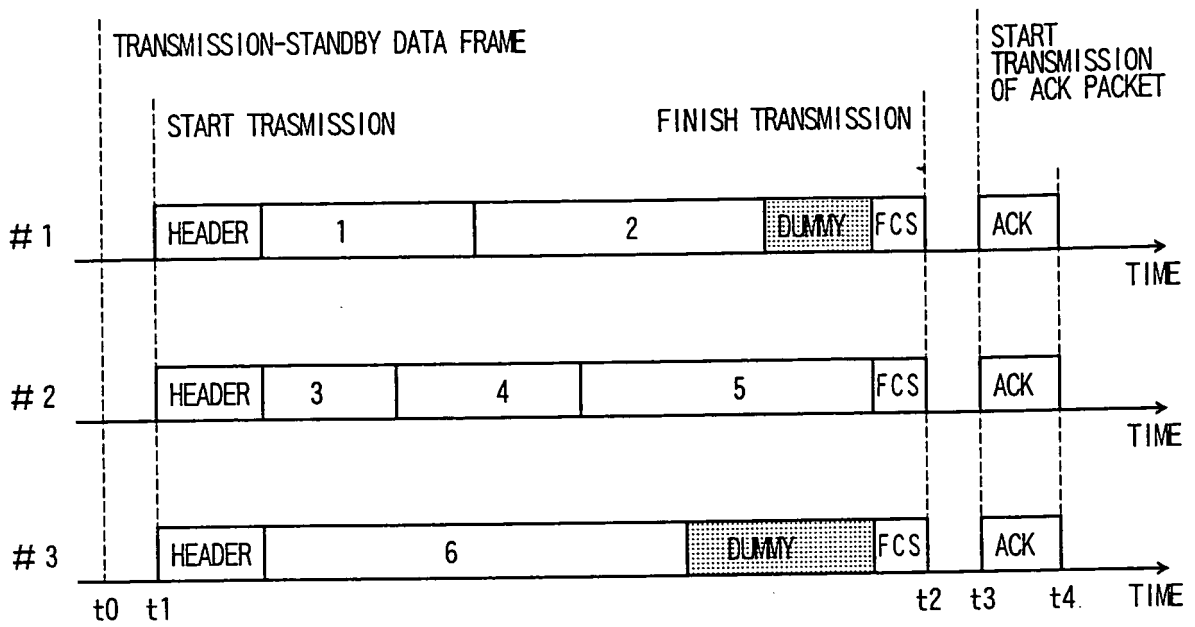 TRANSMISSION-STANDBY DATA FRAME
START
TRANSMISSION
OF ACK PACKET
START TRASMISSION
FINISH TRANSMISSION
#1 HEADER 1 2 DUMMY FCS ACK
TIME
#2 HEADER 3 4 5 FCS ACK
TIME
#3 HEADER 6 DUMMY FCS ACK
t0 t1 t2 t3 t4 TIME